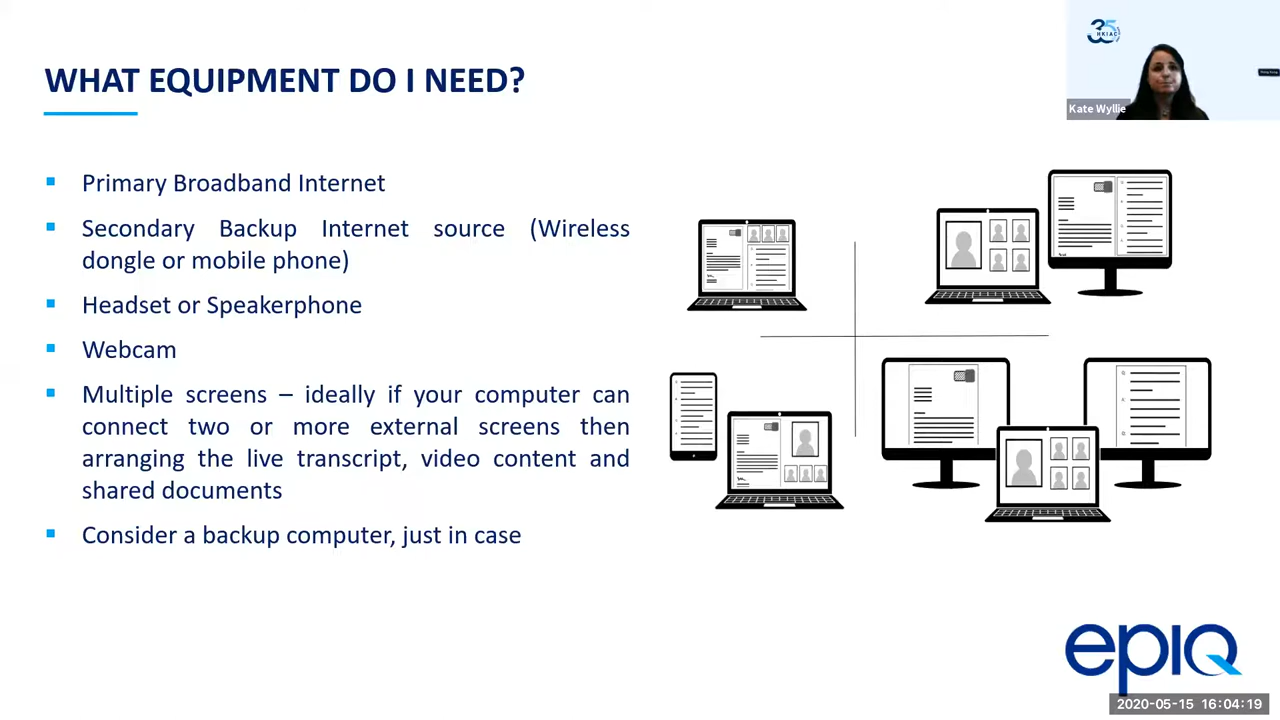 WHAT EQUIPMENT DO I NEED?
35
HKIAC
Kate Wyllie
Primary Broadband Internet
Secondary Backup Internet source (Wireless
dongle or mobile phone)
Headset or Speakerphone
Webcam
Multiple screens – ideally if your computer can
connect two or more external screens then
arranging the live transcript, video content and
shared documents
Consider a backup computer, just in case
epiq
2020-05-15 16:04:19